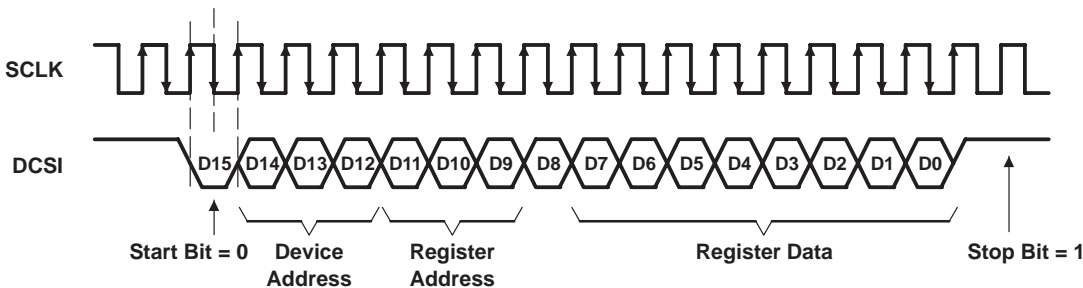 SCLK
DCSI
D15 D14 D13 D12 D11 D10 D9 D8 D7 D6 D5 D4 D3 D2 D1 D0
Start Bit = 0
Device
Address
Register
Address
Register Data
Stop Bit = 1